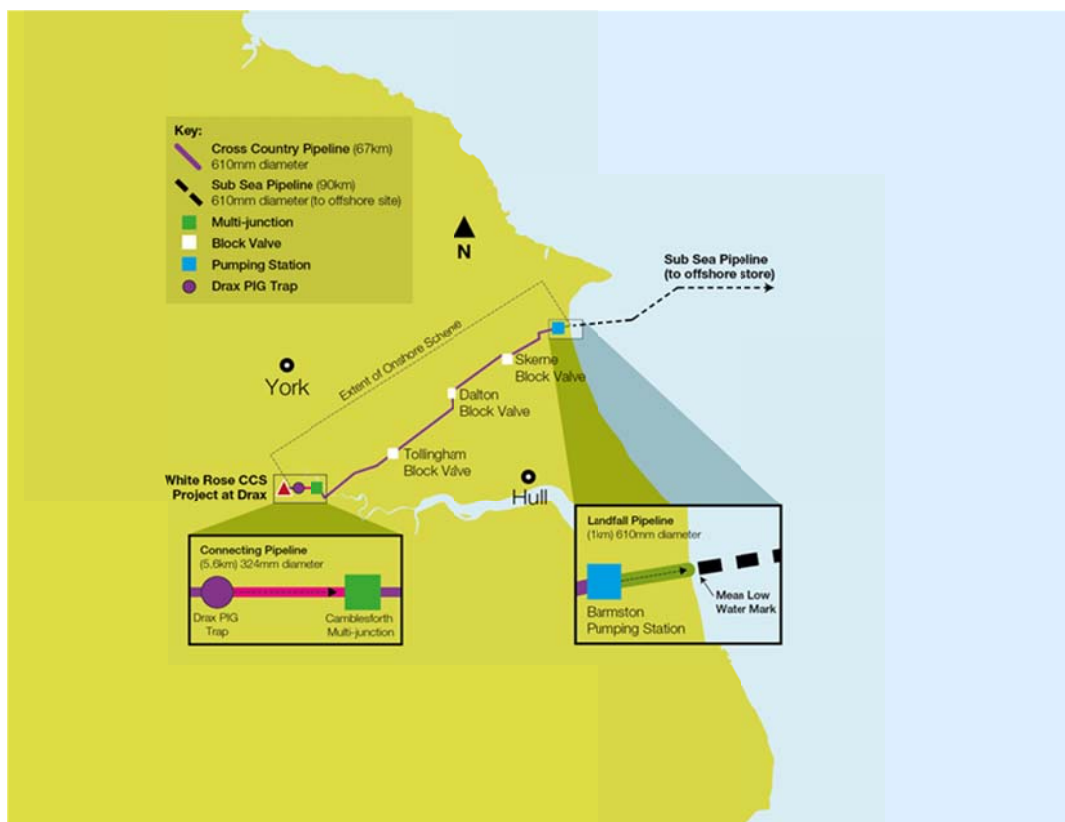 Key:
Cross Country Pipeline (67km)
610mm diameter
Sub Sea Pipeline (90km)
610mm diameter (to offshore site)
Multi-junction
Block Valve
Pumping Station
Drax PIG Trap
N
Sub Sea Pipeline
(to offshore store)
Extent of Onshore Scheme
York
Skerne
Block Valve
Dalton
Block Valve
Tollingham
Block Valve
White Rose CCS
Project at Drax
Hull
Connecting Pipeline
(5.6km) 324mm diameter
Drax PIG
Trap
Camblesforth
Multi-junction
Landfall Pipeline
(1km) 610mm diameter
Mean Low
Water Mark
Barmston
Pumping Station